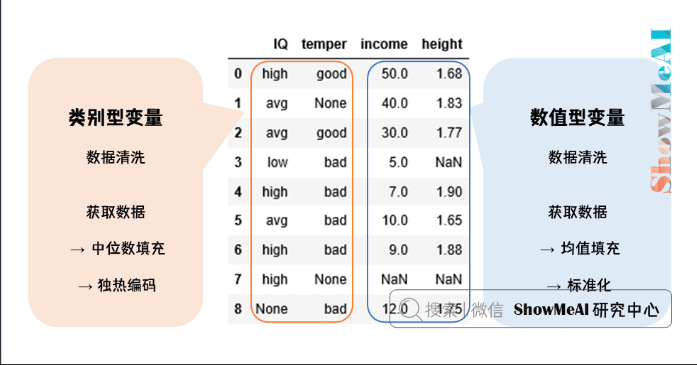 IQ temper income height
0 high good 50.0 1.68
1 avg None 40.0 1.83
2 avg good 30.0 1.77
3 low bad 5.0 NaN
4 high bad 7.0 1.90
5 avg bad 10.0 1.65
6 high bad 9.0 1.88
7 high None NaN NaN
8 None bad 12.0 1.75
类别型变量
数据清洗
获取数据
→ 中位数填充
→ 独热编码
数值型变量
数据清洗
获取数据
→ 均值填充
→ 标准化
搜索 | 微信 ShowMeAI 研究中心
ShowMeAI